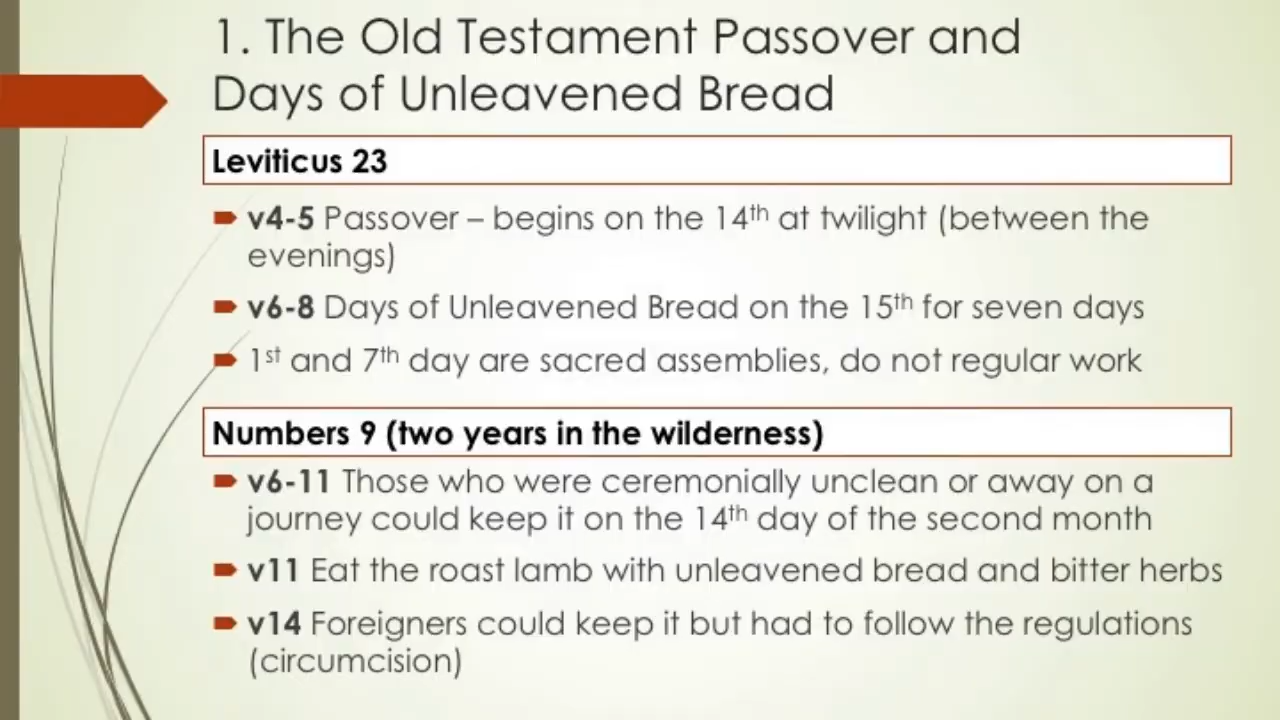 1. The Old Testament Passover and
Days of Unleavened Bread
Leviticus 23
v4-5 Passover – begins on the 14th at twilight (between the
evenings)
v6-8 Days of Unleavened Bread on the 15th for seven days
1st and 7th day are sacred assemblies, do not regular work
Numbers 9 (two years in the wilderness)
v6-11 Those who were ceremonially unclean or away on a
journey could keep it on the 14th day of the second month
v11 Eat the roast lamb with unleavened bread and bitter herbs
v14 Foreigners could keep it but had to follow the regulations
(circumcision)